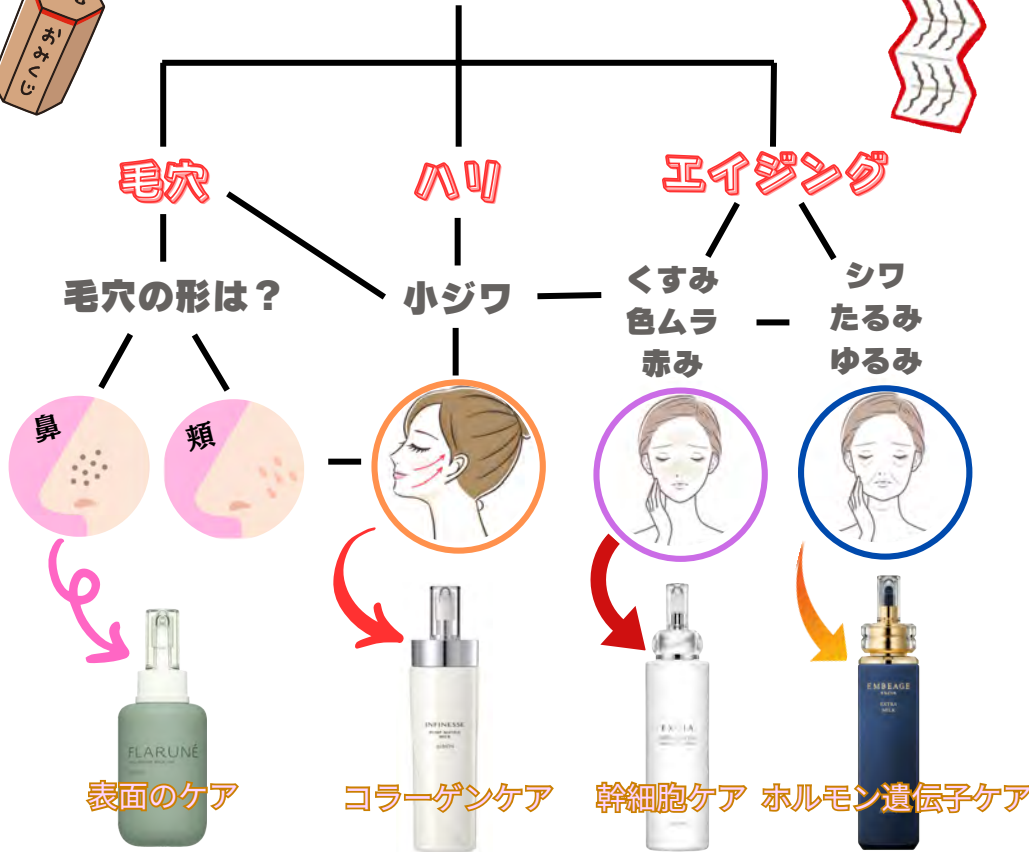 おみくじ
毛穴
ハリ
エイジング
毛穴の形は？
小ジワ
くすみ
色ムラ
赤み
シワ
たるみ
ゆるみ
鼻
頬
FLARUNÉ
INFINESSE
ALBION
EXCIA
EMBEAGE
ALBION
EXTRA
MILK
表面のケア
コラーゲンケア
幹細胞ケア
ホルモン遺伝子ケア